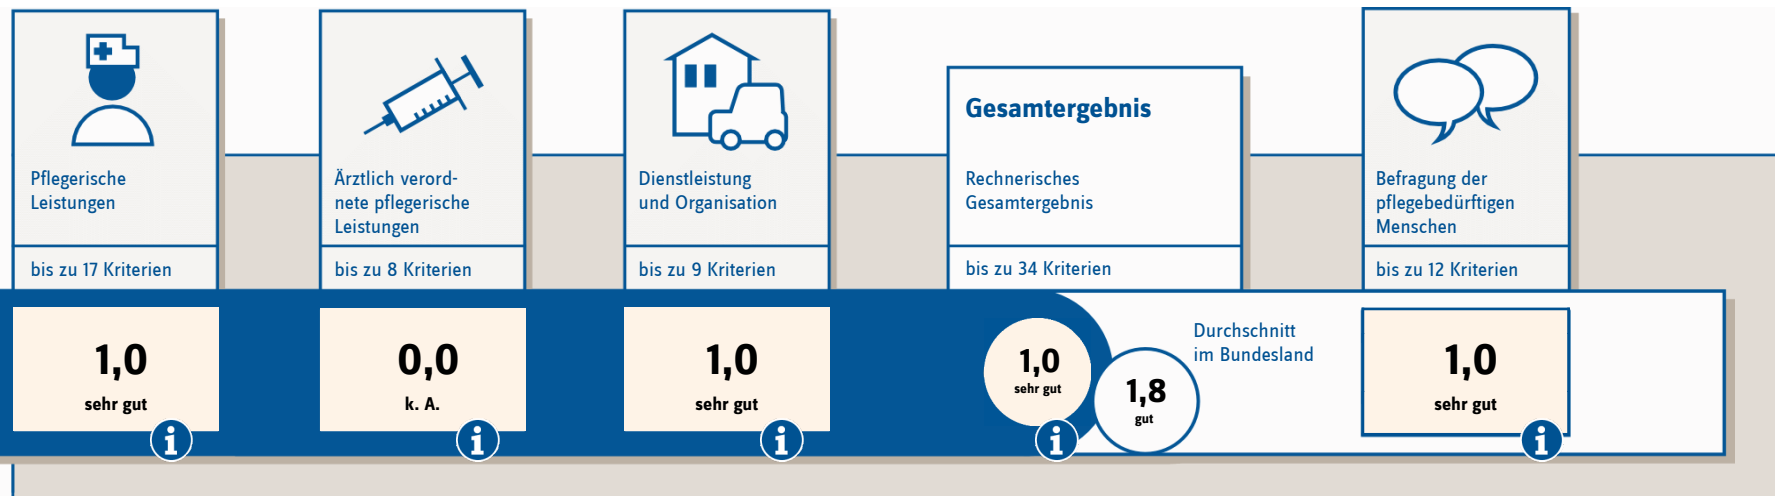 Pflegerische
Leistungen
bis zu 17 Kriterien
1,0
sehr gut
i
Ärztlich verord-
nete pflegerische
Leistungen
bis zu 8 Kriterien
0,0
k. A.
i
Dienstleistung
und Organisation
bis zu 9 Kriterien
1,0
sehr gut
i
Gesamtergebnis
Rechnerisches
Gesamtergebnis
bis zu 34 Kriterien
1,0
sehr gut
i
1,8
gut
Durchschnitt
im Bundesland
Befragung der
pflegebedürftigen
Menschen
bis zu 12 Kriterien
1,0
sehr gut
i